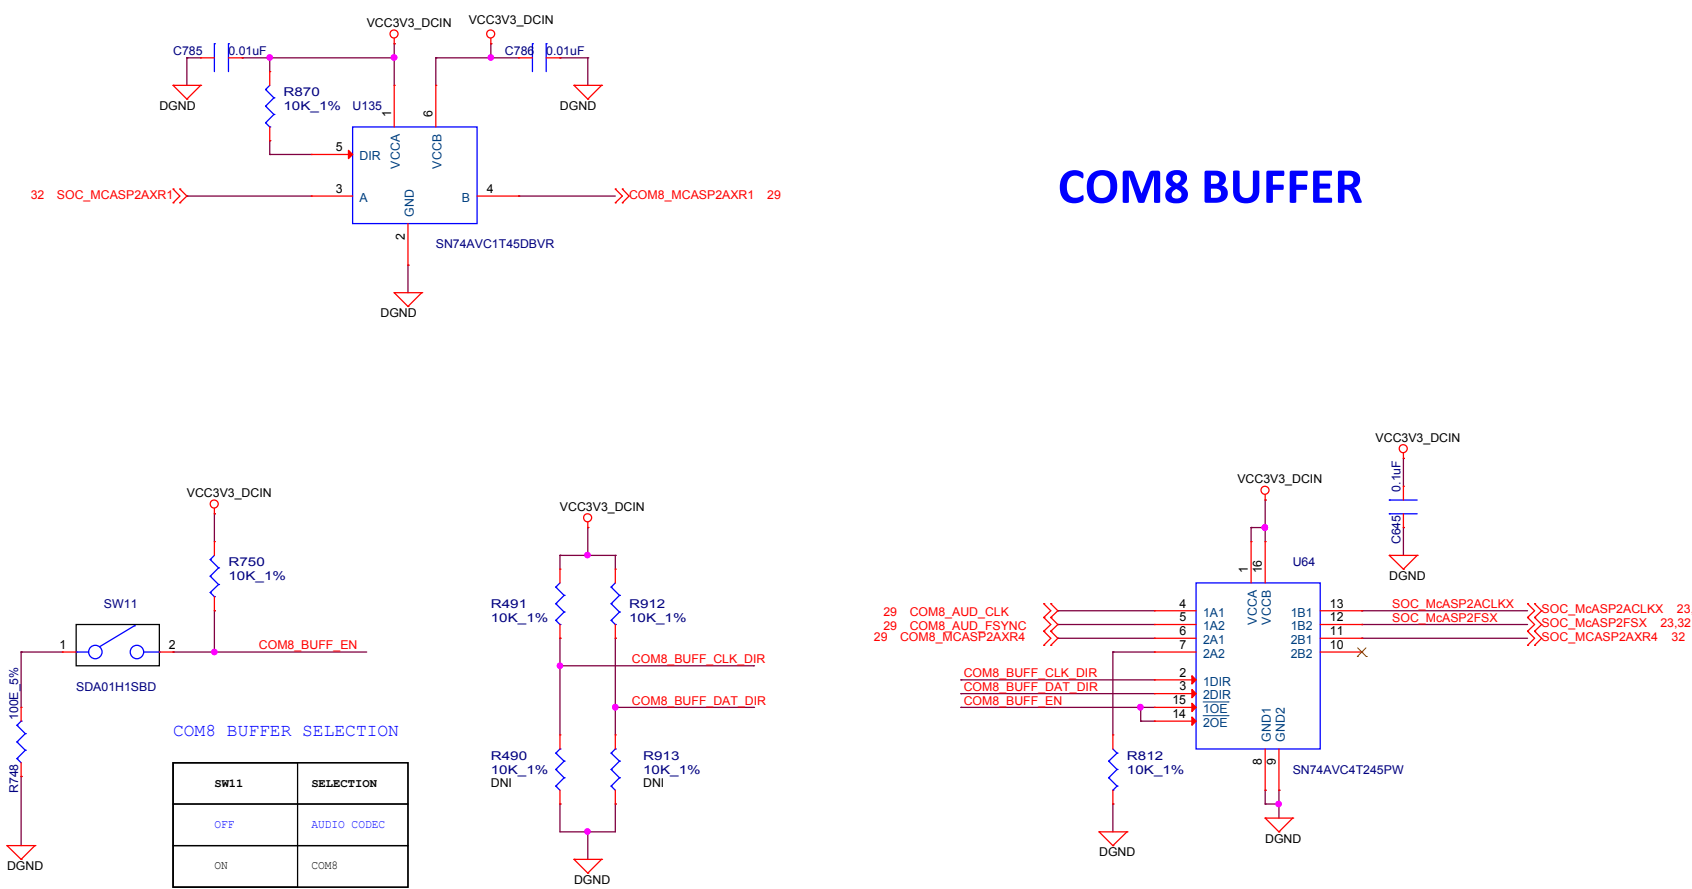 VCC3V3_DCIN
VCC3V3_DCIN
C785
0.01uF
C786
0.01uF
DGND
R870
10K_1%
U135
1
6
DGND
5
DIR
VCCA
VCCB
32 SOC_MCASP2AXR1
3
A
GND
B
4
COM8_MCASP2AXR1 29
2
SN74AVC1T45DBVR
DGND
COM8 BUFFER
VCC3V3_DCIN
R750
10K_1%
SW11
1
2
COM8_BUFF_EN
SDA01H1SBD
100E_5%
R748
DGND
COM8 BUFFER SELECTION
SW11 SELECTION
OFF AUDIO CODEC
ON COM8
VCC3V3_DCIN
R491
10K_1%
R912
10K_1%
COM8_BUFF_CLK_DIR
COM8_BUFF_DAT_DIR
R490
10K_1%
DNI
R913
10K_1%
DNI
DGND
VCC3V3_DCIN
0.1uF
C645
DGND
VCC3V3_DCIN
1
16
U64
VCCA
VCCB
29 COM8_AUD_CLK
4
1A1
1B1
13
SOC_McASP2ACLKX
SOC_McASP2ACLKX 23
29 COM8_AUD_FSYNC
5
1A2
1B2
12
SOC_McASP2FSX
SOC_McASP2FSX 23,32
29 COM8_MCASP2AXR4
6
2A1
2B1
11
SOC_MCASP2AXR4 32
7
2A2
2B2
10
COM8_BUFF_CLK_DIR
2
1DIR
COM8_BUFF_DAT_DIR
3
2DIR
COM8_BUFF_EN
15
1OE
14
2OE
GND1
GND2
8
9
SN74AVC4T245PW
R812
10K_1%
DGND
DGND